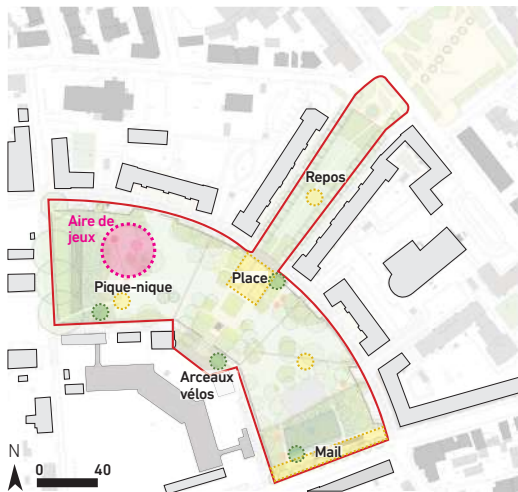 Repos
Aire de
jeux
Pique-nique
Place
Arceaux
vélos
Mail
N
0 40